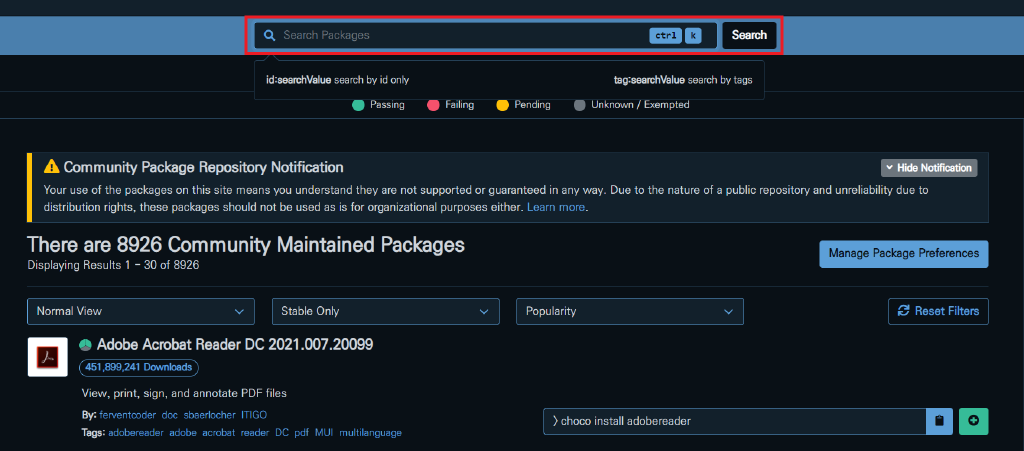 Search Packages ctrl k Search
id:searchValue search by id only tag:searchValue search by tags
Passing Failing Pending Unknown / Exempted
Community Package Repository Notification Hide Notification
Your use of the packages on this site means you understand they are not supported or guaranteed in any way. Due to the nature of a public repository and unreliability due to
distribution rights, these packages should not be used as is for organizational purposes either. Learn more.
There are 8926 Community Maintained Packages
Displaying Results 1 - 30 of 8926
Manage Package Preferences
Normal View Stable Only Popularity Reset Filters
Adobe Acrobat Reader DC 2021.007.20099
451,899,241 Downloads
View, print, sign, and annotate PDF files
By: ferventcoder doc sbaerlocher ITIGO
Tags: adobereader adobe acrobat reader DC pdf MUI multilanguage
> choco install adobereader